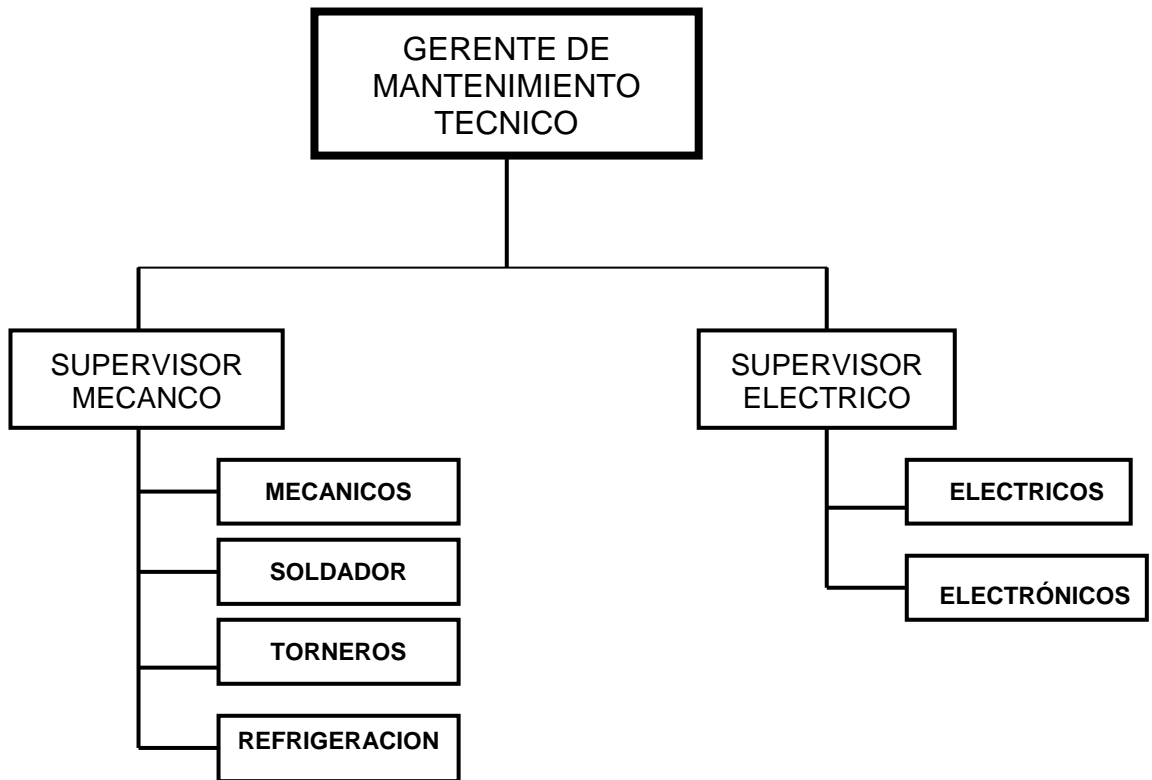 GERENTE DE
MANTENIMIENTO
TECNICO
SUPERVISOR
MECANCO
SUPERVISOR
ELECTRICO
MECANICOS
SOLDADOR
TORNEROS
REFRIGERACION
ELECTRICOS
ELECTRÓNICOS